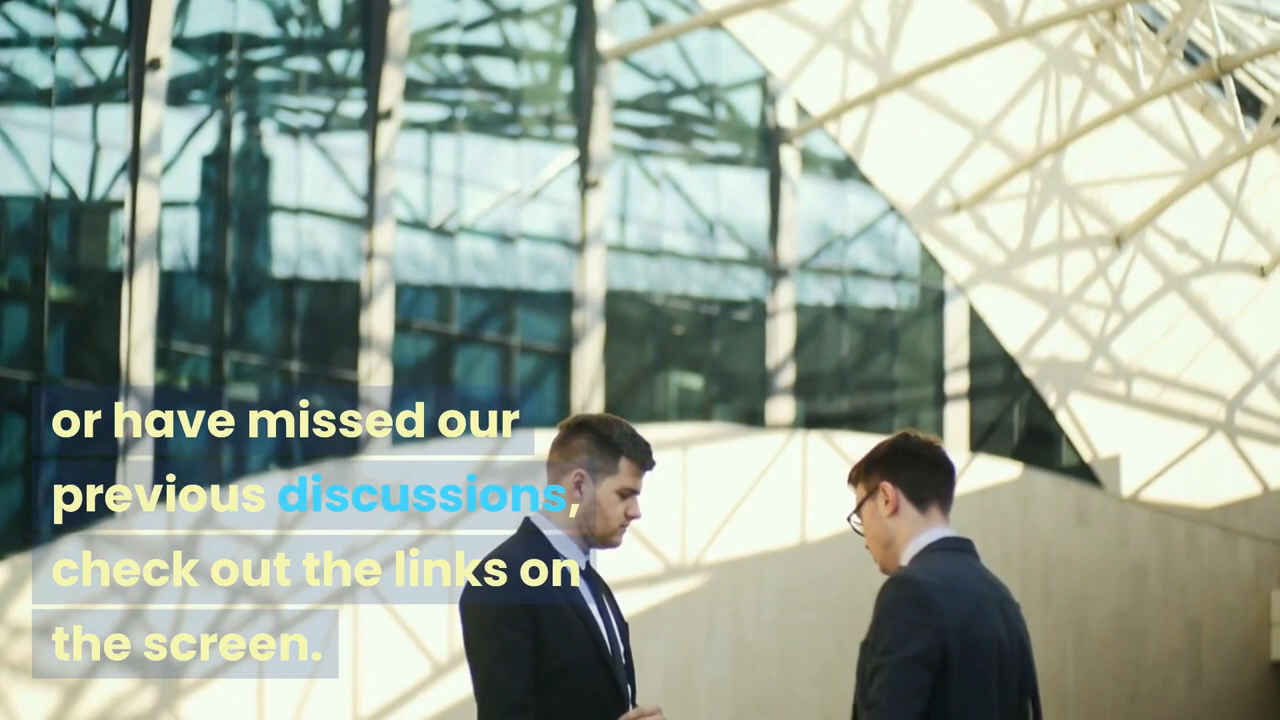 or have missed our
previous discussions,
check out the links on
the screen.